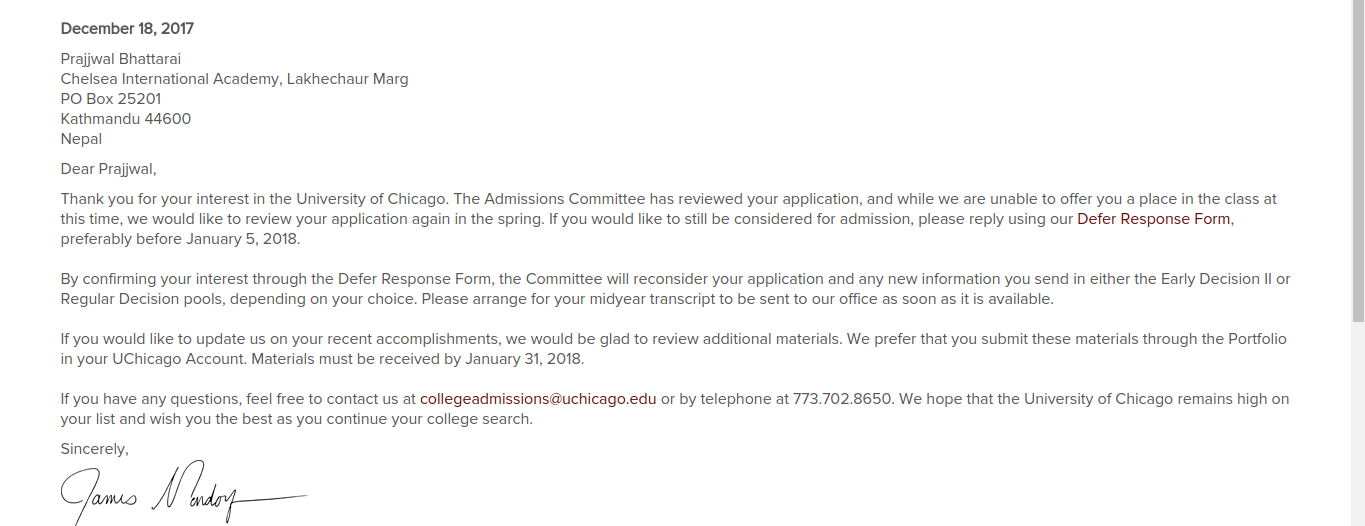 December 18, 2017
Prajjwal Bhattarai
Chelsea International Academy, Lakhechaur Marg
PO Box 25201
Kathmandu 44600
Nepal
Dear Prajjwal,
Thank you for your interest in the University of Chicago. The Admissions Committee has reviewed your application, and while we are unable to offer you a place in the class at
this time, we would like to review your application again in the spring. If you would like to still be considered for admission, please reply using our Defer Response Form,
preferably before January 5, 2018.
By confirming your interest through the Defer Response Form, the Committee will reconsider your application and any new information you send in either the Early Decision II or
Regular Decision pools, depending on your choice. Please arrange for your midyear transcript to be sent to our office as soon as it is available.
If you would like to update us on your recent accomplishments, we would be glad to review additional materials. We prefer that you submit these materials through the Portfolio
in your UChicago Account. Materials must be received by January 31, 2018.
If you have any questions, feel free to contact us at collegeadmissions@uchicago.edu or by telephone at 773.702.8650. We hope that the University of Chicago remains high on
your list and wish you the best as you continue your college search.
Sincerely,
James